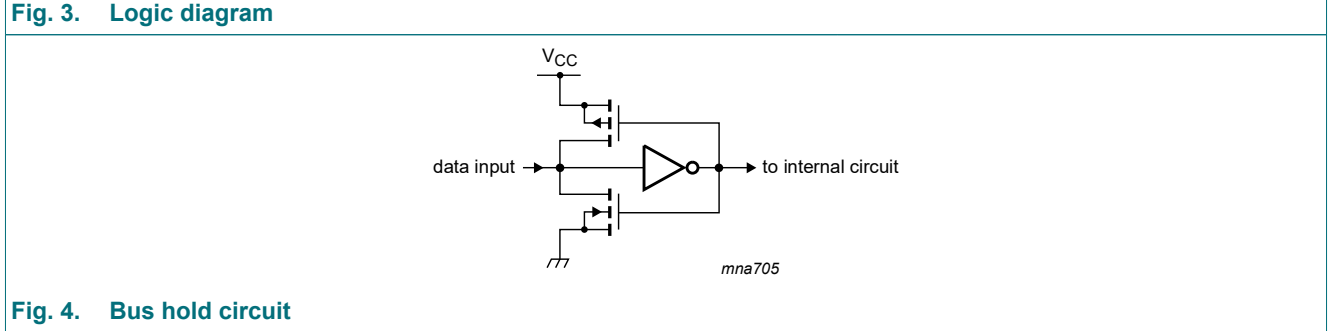 Fig. 3. Logic diagram
VCC
data input
to internal circuit
mna705
Fig. 4. Bus hold circuit